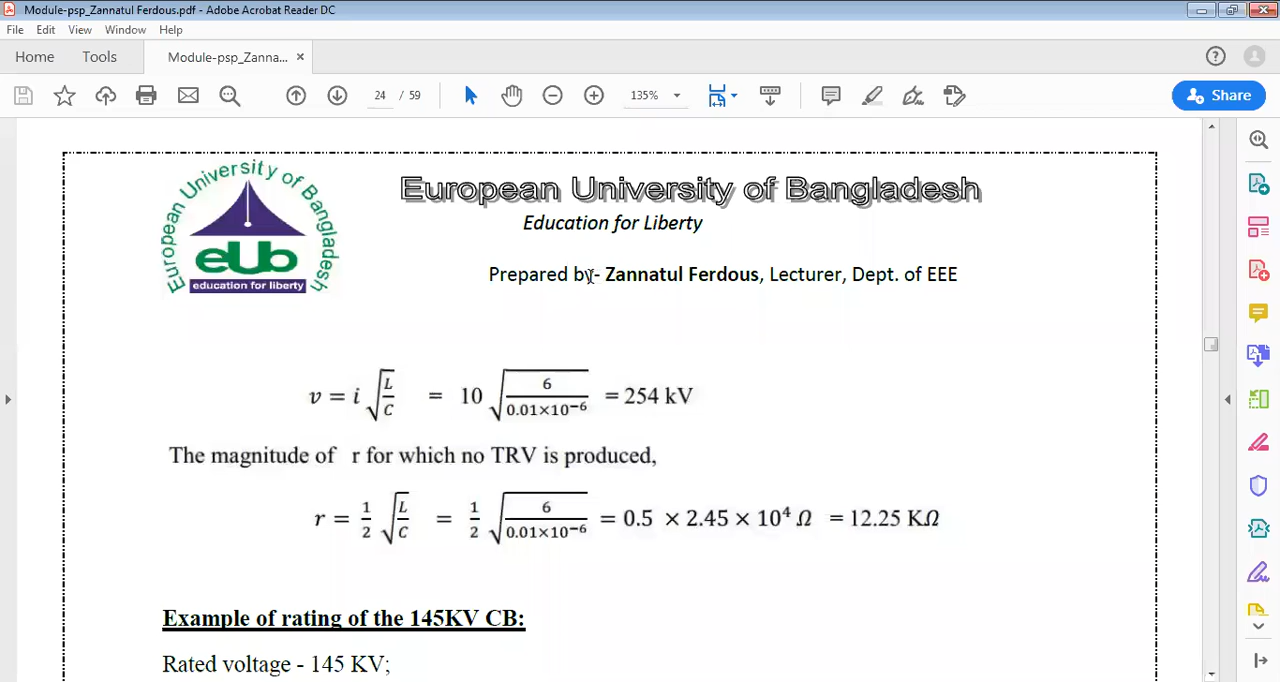 Module-psp_Zannatul Ferdous.pdf - Adobe Acrobat Reader DC
File Edit View Window Help
Home Tools Module-psp_Zanna... ×
24 / 59 135% Share
European University of Bangladesh
eUb
education for liberty
European University of Bangladesh
Education for Liberty
Prepared by- Zannatul Ferdous, Lecturer, Dept. of EEE
v = i √(L/C) = 10 √(6/0.01×10⁻⁶) = 254 kV
The magnitude of r for which no TRV is produced,
r = 1/2 √(L/C) = 1/2 √(6/0.01×10⁻⁶) = 0.5 × 2.45 × 10⁴ Ω = 12.25 KΩ
Example of rating of the 145KV CB:
Rated voltage - 145 KV;